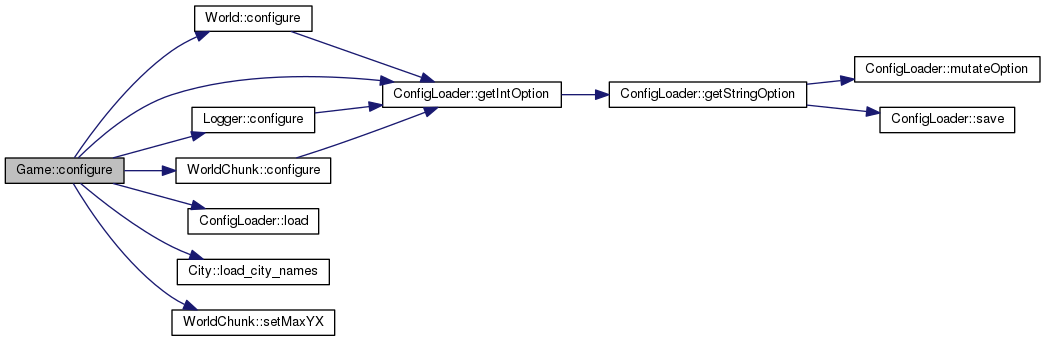 World::configure
ConfigLoader::mutateOption
ConfigLoader::getIntOption
ConfigLoader::getStringOption
Logger::configure
ConfigLoader::save
Game::configure
WorldChunk::configure
ConfigLoader::load
City::load_city_names
WorldChunk::setMaxYX